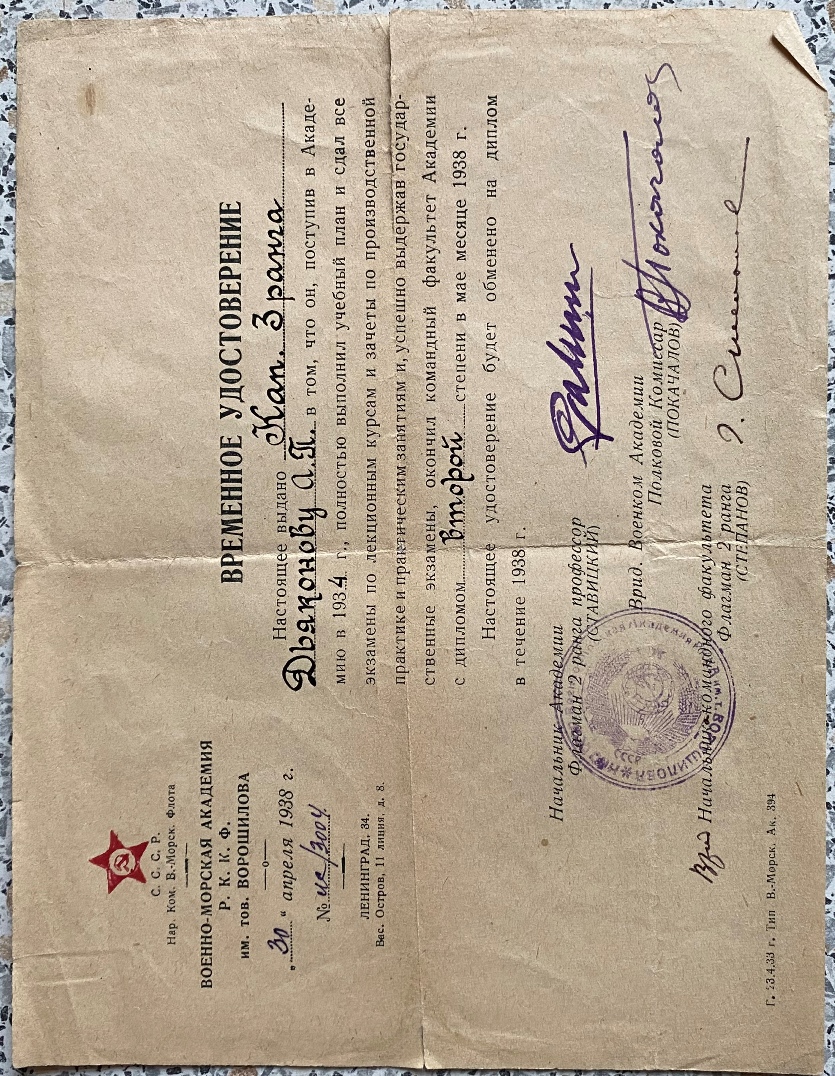 С. С. С. Р.
Нар. Ком. В.-Морск. Флота
ВОЕННО-МОРСКАЯ АКАДЕМИЯ
Р. К. К. Ф.
им. тов. ВОРОШИЛОВА
„30“ апреля 1938 г.
№ ис/3004
ЛЕНИНГРАД, 34.
Вас. Остров, 11 линия, д. 8.
ВРЕМЕННОЕ УДОСТОВЕРЕНИЕ
Настоящее выдано Кап. 3 ранга
Дьяконову А.П. в том, что он, поступив в Акаде-
мию в 1934 г., полностью выполнил учебный план и сдал все
экзамены по лекционным курсам и зачеты по производственной
практике и практическим занятиям и, успешно выдержав государ-
ственные экзамены, окончил командный факультет Академии
с дипломом второй степени в мае месяце 1938 г.
Настоящее удостоверение будет обменено на диплом
в течение 1938 г.
Начальник Академии
Флагман 2 ранга профессор
(СТАВИЦКИЙ)
Врид. Военком Академии
Полковой Комиссар
(ПОКАЧАЛОВ)
Врид Начальник командного факультета
Флагман 2 ранга
(СТЕПАНОВ)
СССР
Г. 23.4.33 г. Тип В.-Морск. Ак. 394